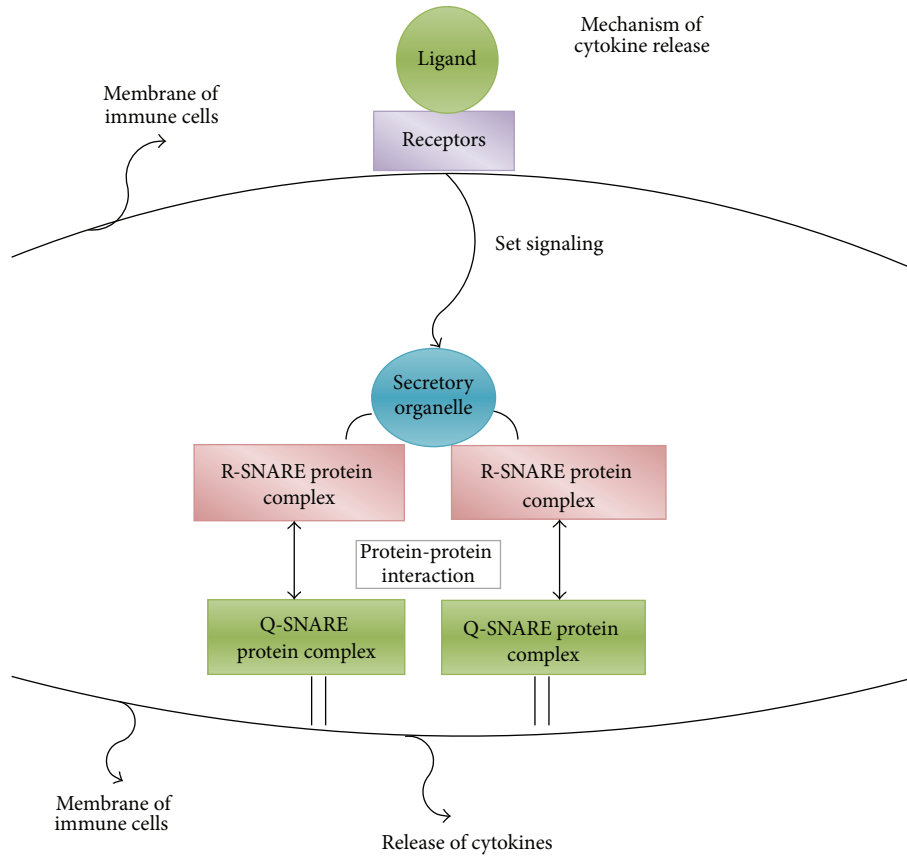 Mechanism of
cytokine release
Ligand
Membrane of
immune cells
Receptors
Set signaling
Secretory
organelle
R-SNARE protein
complex
R-SNARE protein
complex
Protein-protein
interaction
Q-SNARE
protein complex
Q-SNARE protein
complex
Membrane of
immune cells
Release of cytokines